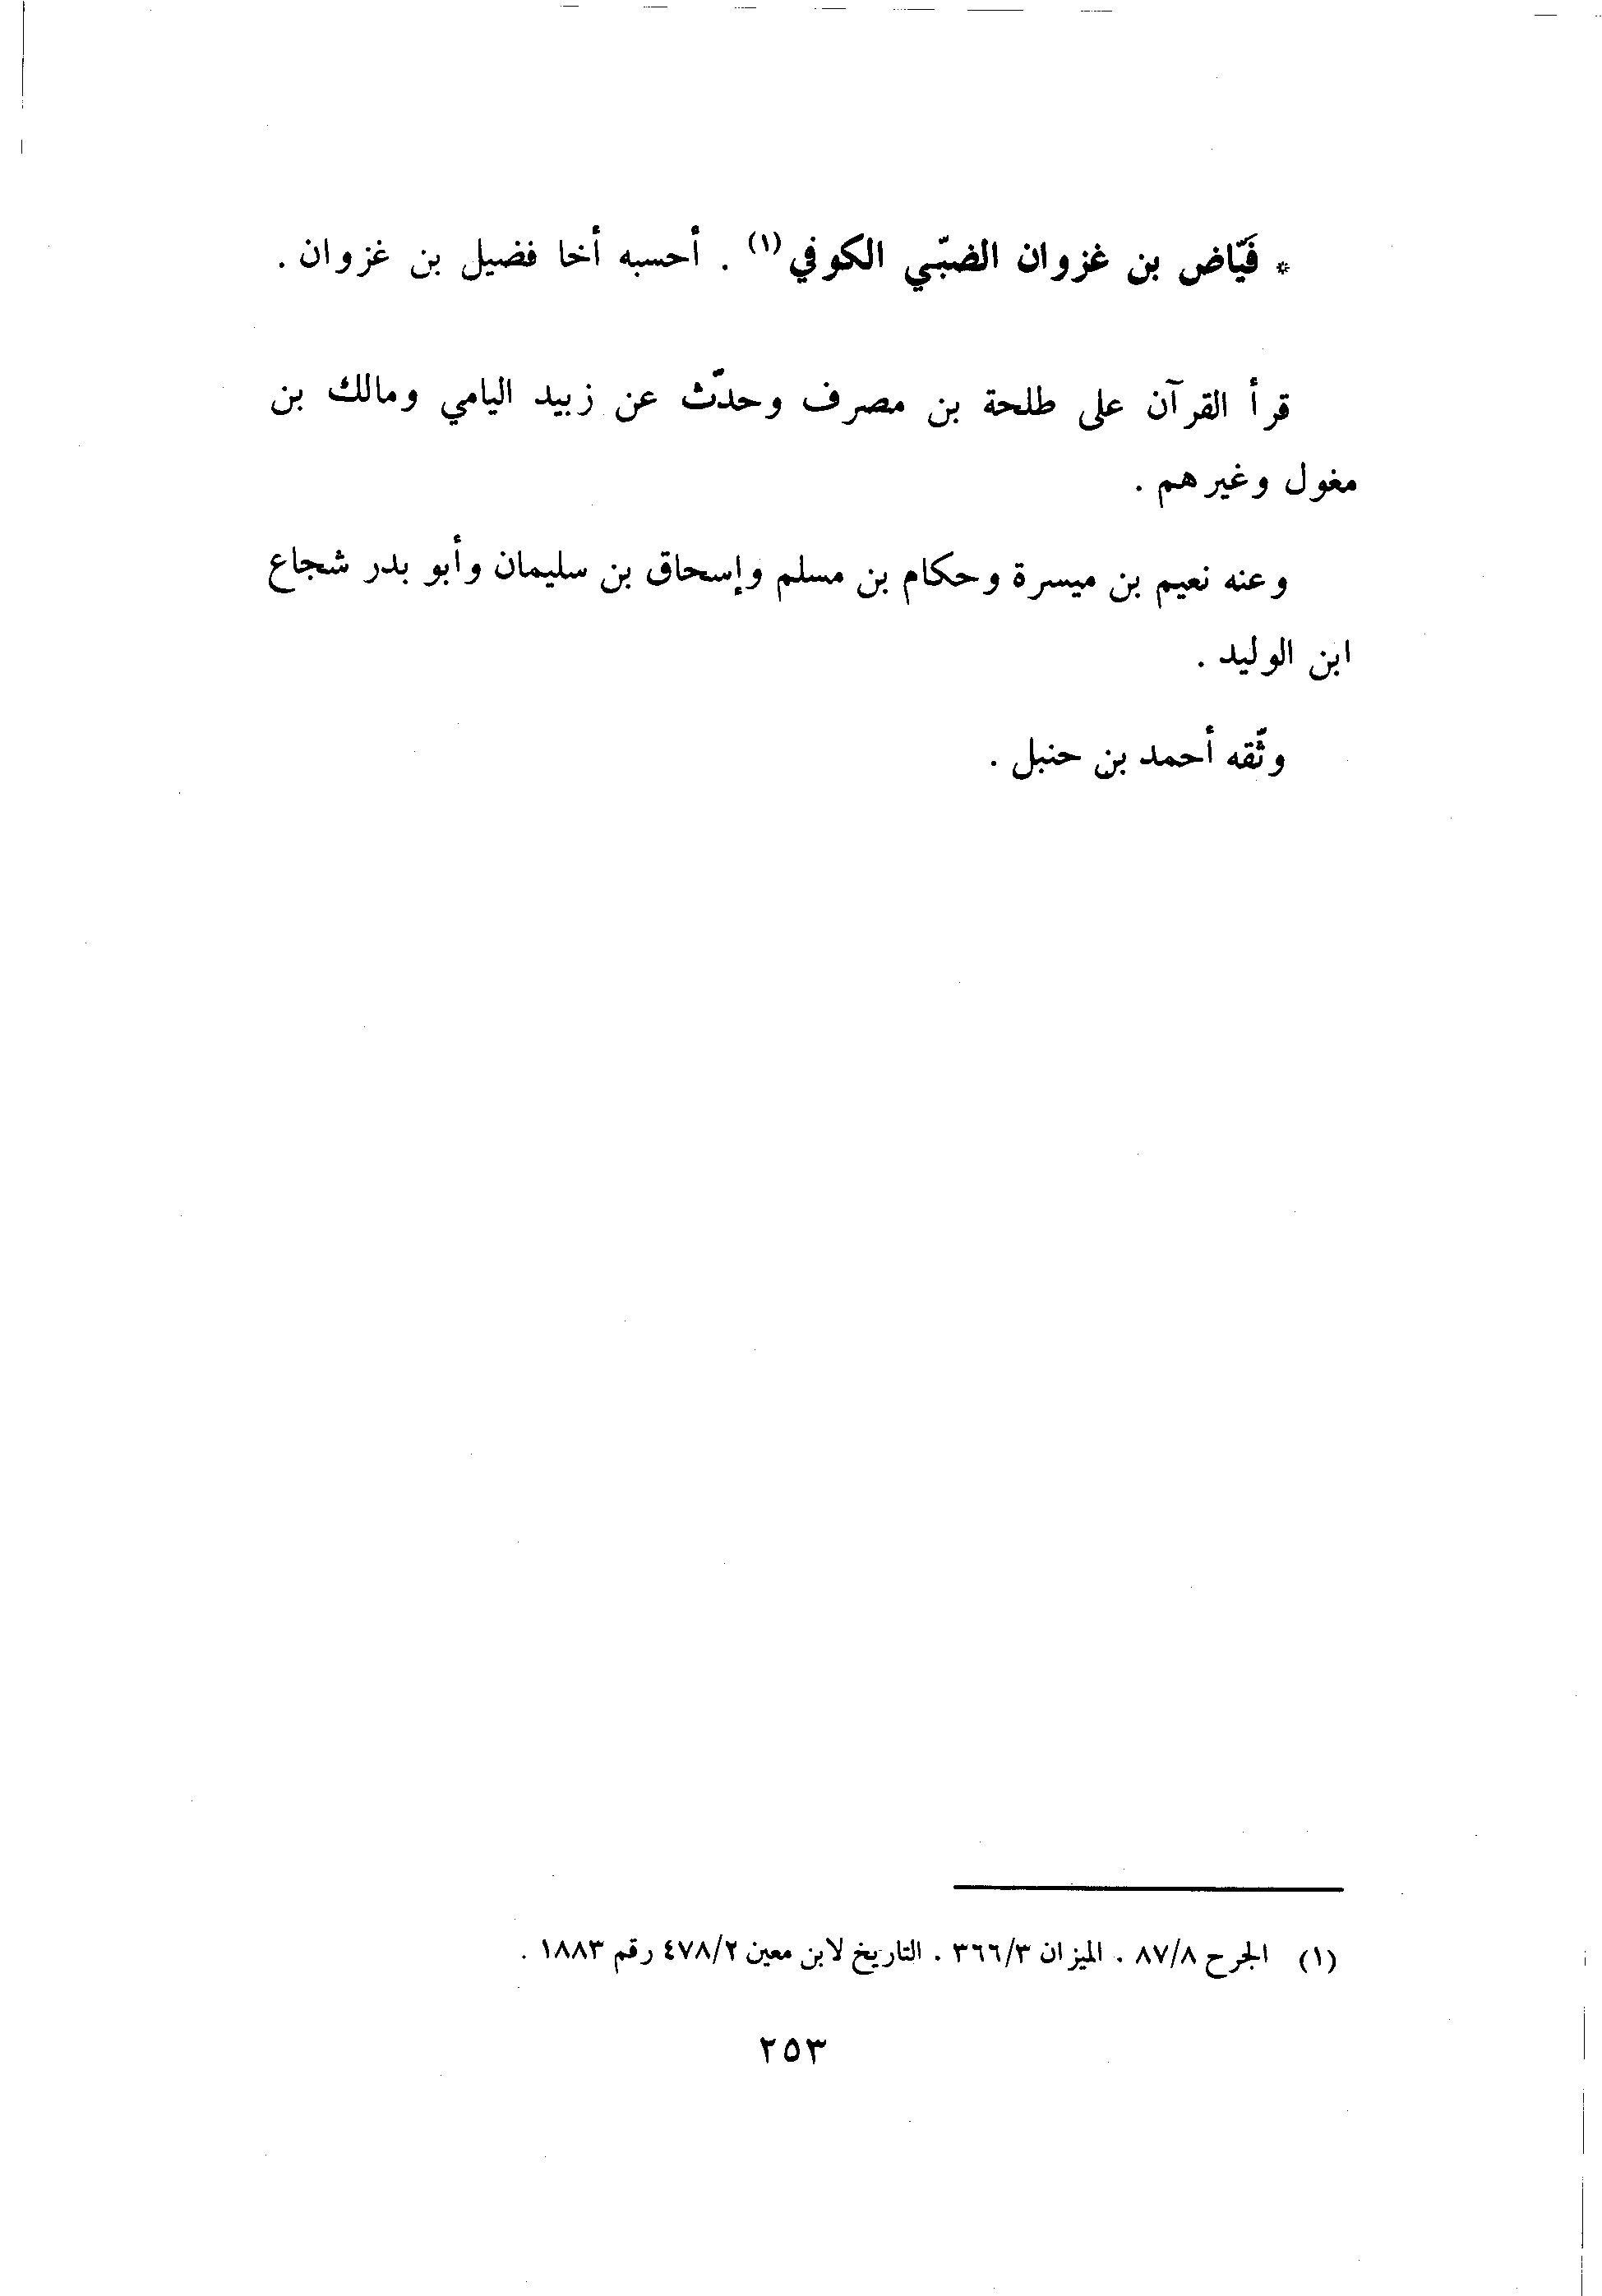 * فَيّاض بن غزوان الضبّي الكوفي (١) . أحسبه أخا فضيل بن غزوان .
قرأ القرآن على طلحة بن مصرف وحدّث عن زبيد اليامي ومالك بن
مغول وغيرهم .
وعنه نعيم بن ميسرة وحكام بن مسلم وإسحاق بن سليمان وأبو بدر شجاع
ابن الوليد .
وثّقه أحمد بن حنبل .
(١) الجرح ٨٧/٨ . الميزان ٣٦٦/٣ . التاريخ لابن معين ٤٧٨/٢ رقم ١٨٨٣ .
٢٥٣